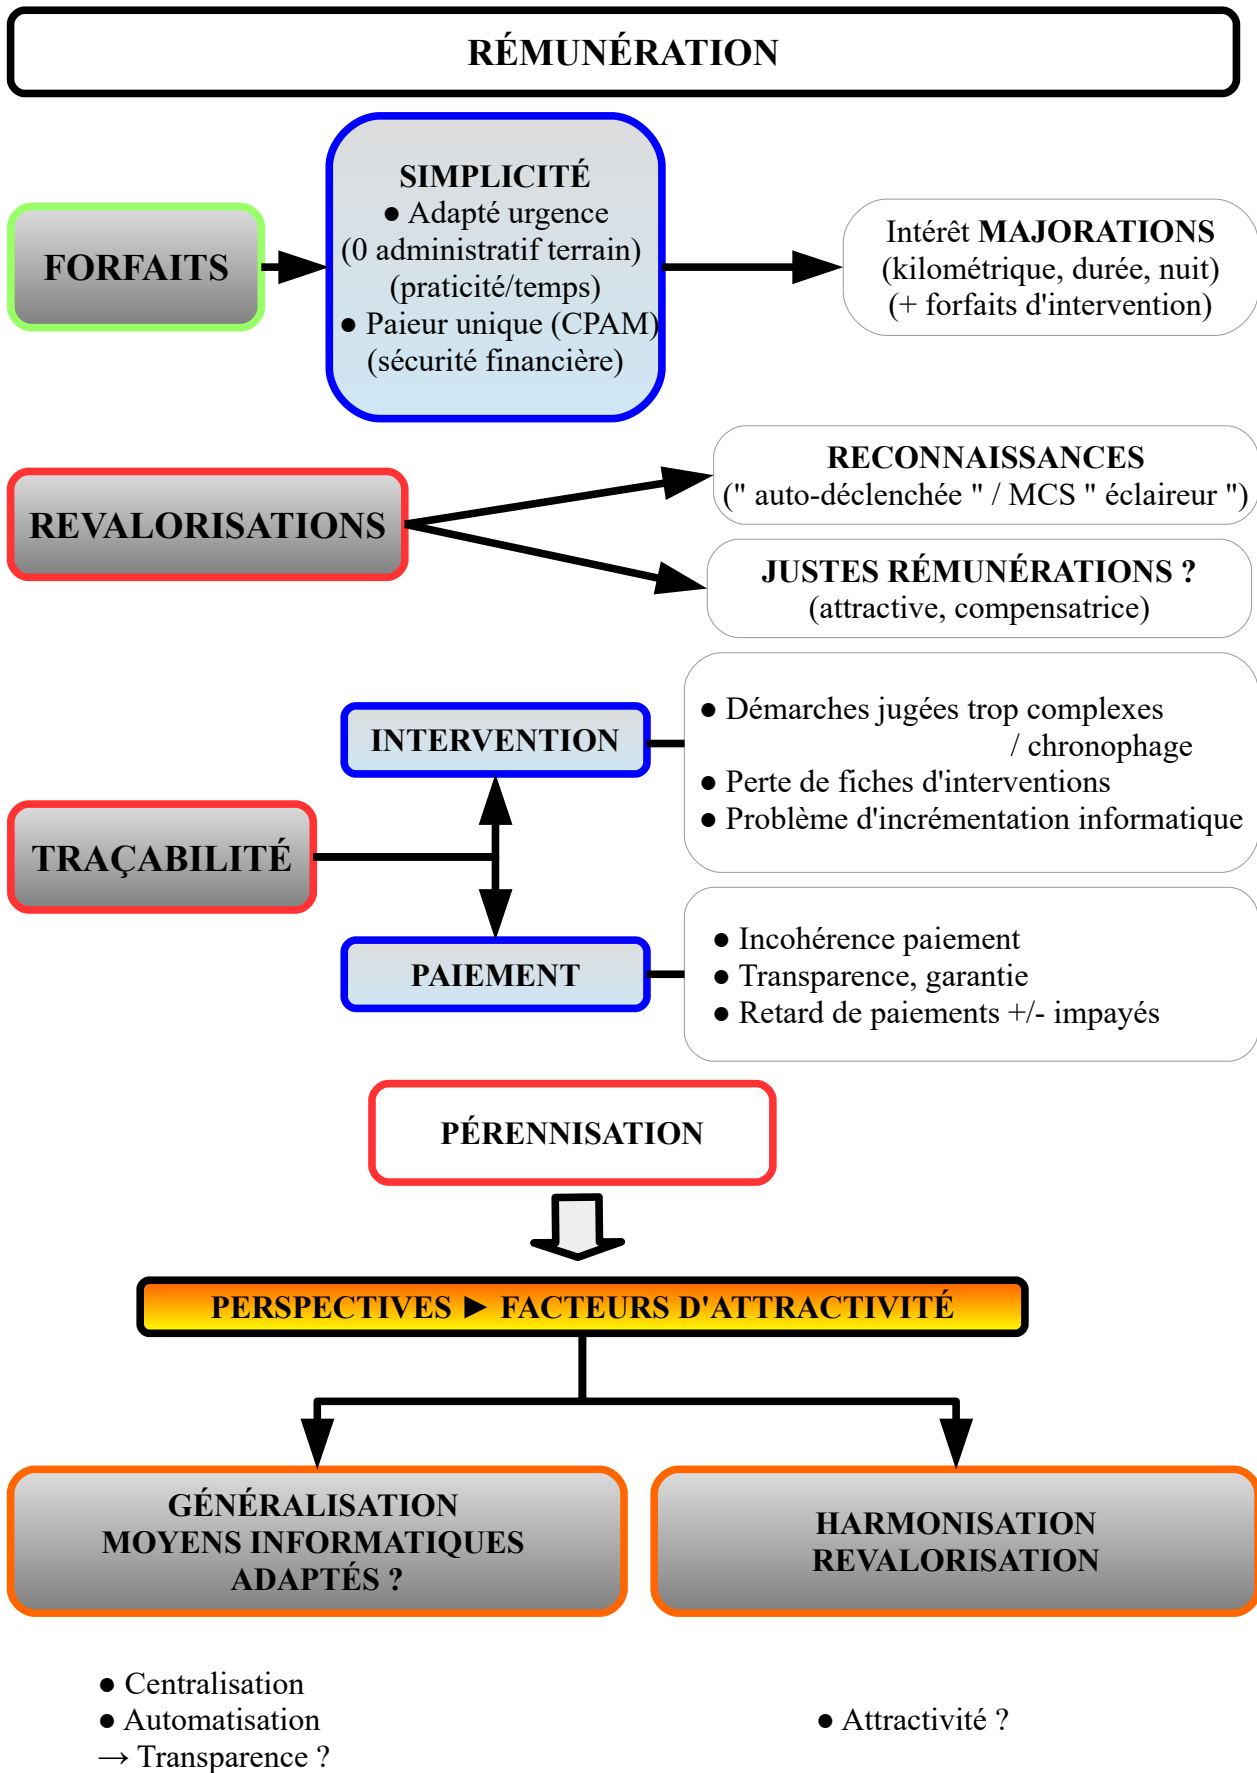 RÉMUNÉRATION
FORFAITS
SIMPLICITÉ
● Adapté urgence
(0 administratif terrain)
(praticité/temps)
● Paieur unique (CPAM)
(sécurité financière)
Intérêt MAJORATIONS
(kilométrique, durée, nuit)
(+ forfaits d'intervention)
REVALORISATIONS
RECONNAISSANCES
(" auto-déclenchée " / MCS " éclaireur ")
JUSTES RÉMUNÉRATIONS ?
(attractive, compensatrice)
TRAÇABILITÉ
INTERVENTION
● Démarches jugées trop complexes
/ chronophage
● Perte de fiches d'interventions
● Problème d'incrémentation informatique
PAIEMENT
● Incohérence paiement
● Transparence, garantie
● Retard de paiements +/- impayés
PÉRENNISATION
PERSPECTIVES ► FACTEURS D'ATTRACTIVITÉ
GÉNÉRALISATION
MOYENS INFORMATIQUES
ADAPTÉS ?
HARMONISATION
REVALORISATION
● Centralisation
● Automatisation
→ Transparence ?
● Attractivité ?